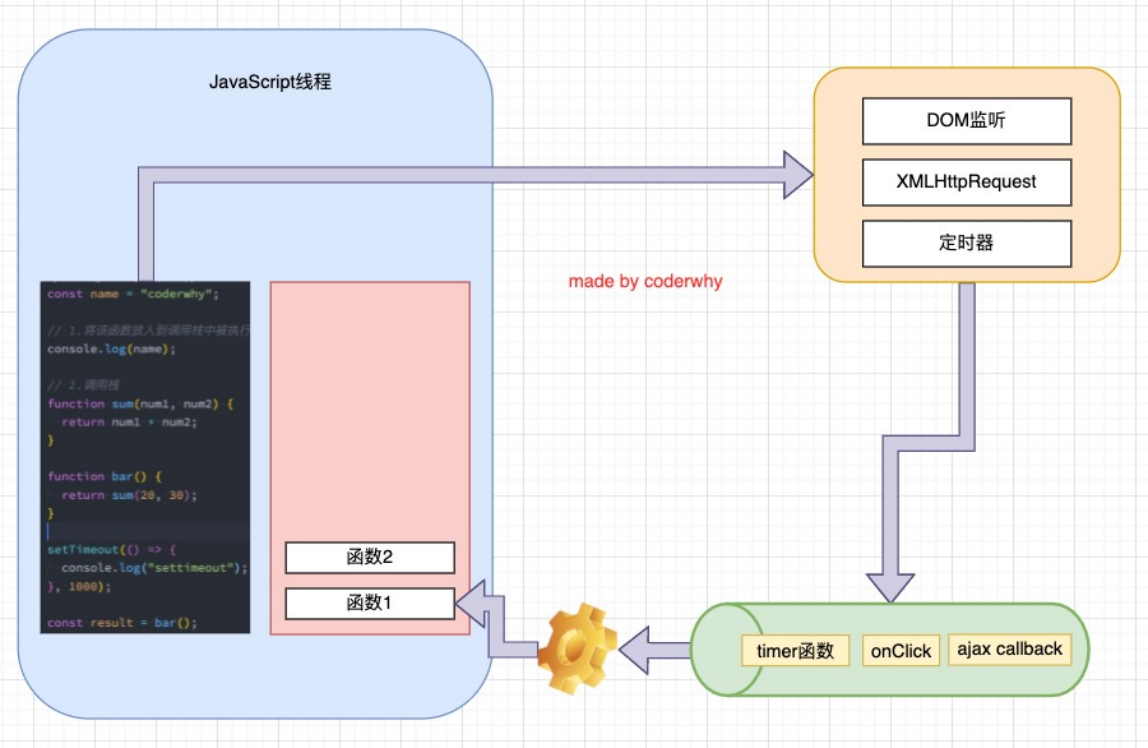 JavaScript线程
DOM监听
XMLHttpRequest
定时器
made by coderwhy
const name = "coderwhy";
// 1.将该函数放入到调用栈中被执行
console.log(name);
// 2.调用栈
function sum(num1, num2) {
return num1 + num2;
}
function bar() {
return sum(20, 30);
}
setTimeout(() => {
console.log("settimeout");
}, 1000);
const result = bar();
函数2
函数1
timer函数
onClick
ajax callback